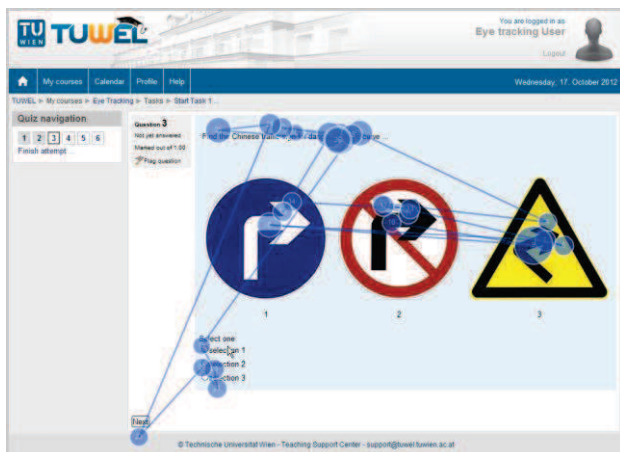 TU WIEN TUWEL
You are logged in as
Eye tracking User
Logout
My courses Calendar Profile Help
Wednesday, 17. October 2012
TUWEL ▸ My courses ▸ Eye Tracking ▸ Tasks ▸ Start Task 1...
Quiz navigation
1 2 3 4 5 6
Finish attempt ...
Question 3
Not yet answered
Marked out of 1.00
Flag question
Find the Chinese traffic
1 2 3
Select one:
selection 1
selection 2
selection 3
Next
© Technische Universität Wien - Teaching Support Center - support@tuwel.tuwien.ac.at